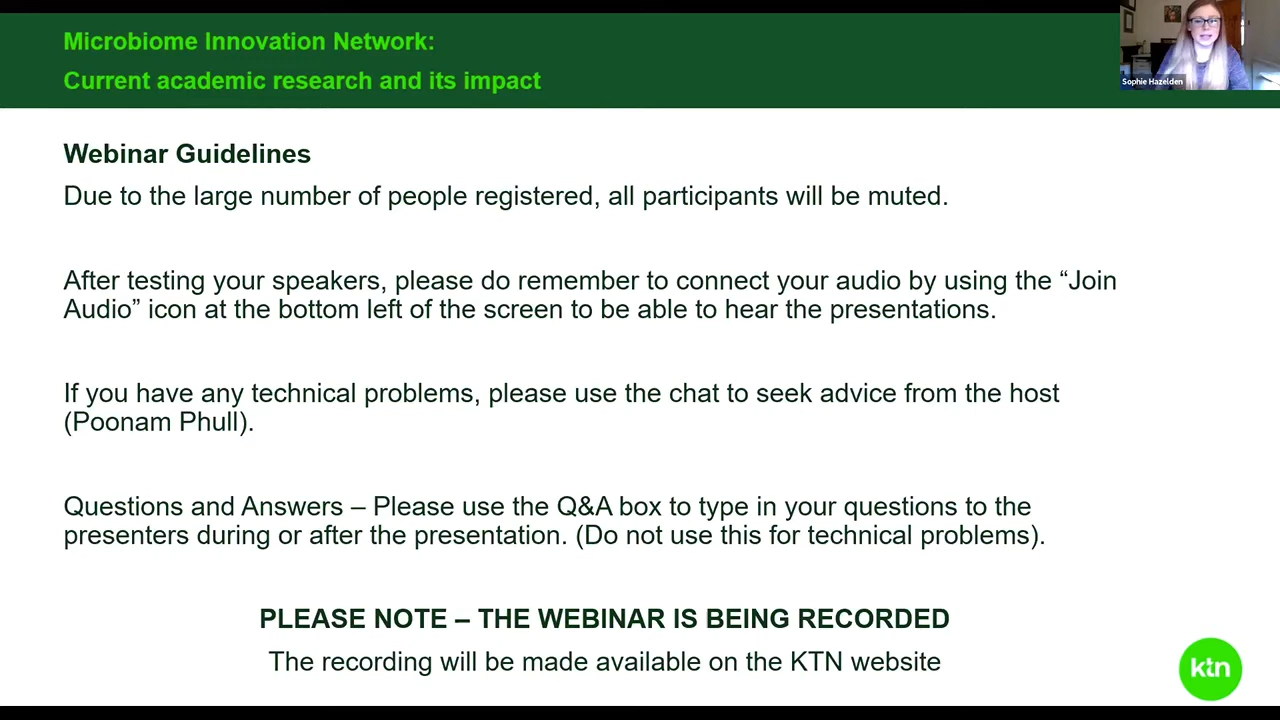 Microbiome Innovation Network:
Current academic research and its impact
Sophie Hazelden
Webinar Guidelines
Due to the large number of people registered, all participants will be muted.
After testing your speakers, please do remember to connect your audio by using the “Join
Audio” icon at the bottom left of the screen to be able to hear the presentations.
If you have any technical problems, please use the chat to seek advice from the host
(Poonam Phull).
Questions and Answers – Please use the Q&A box to type in your questions to the
presenters during or after the presentation. (Do not use this for technical problems).
PLEASE NOTE – THE WEBINAR IS BEING RECORDED
The recording will be made available on the KTN website
ktn